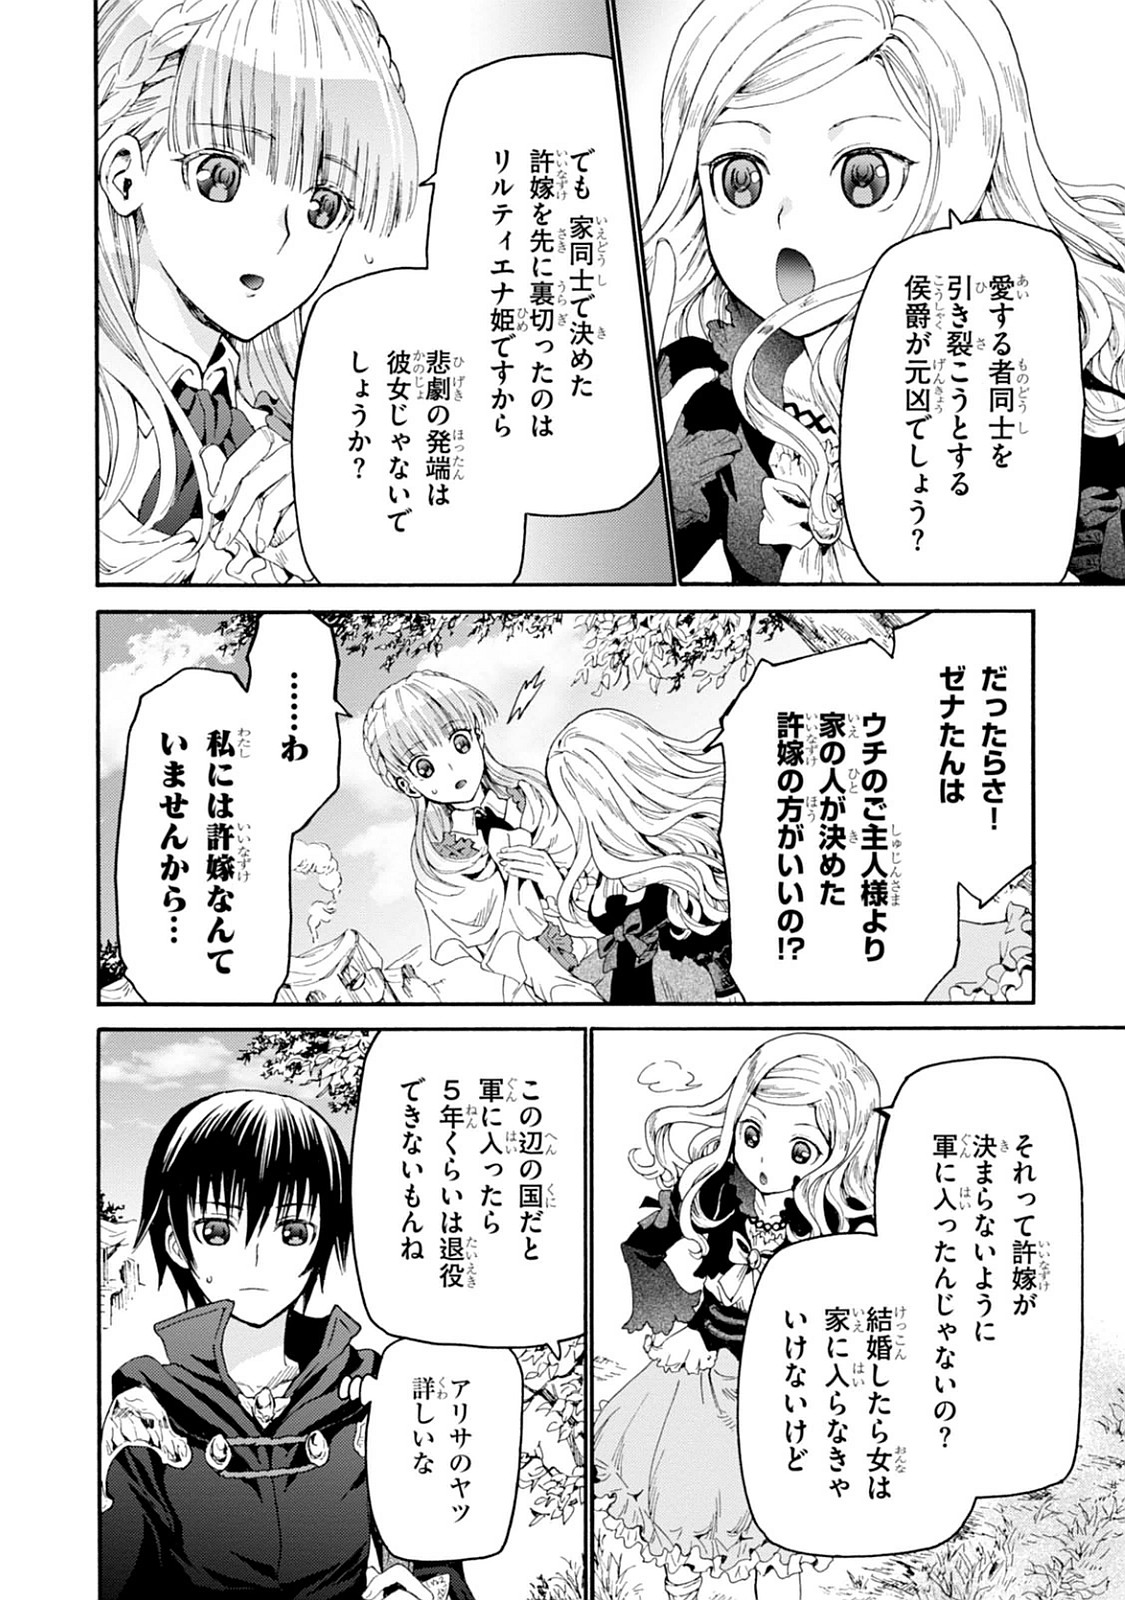 愛する者同士を
引き裂こうとする
侯爵が元凶でしょう？
でも 家同士で決めた
許嫁を先に裏切ったのは
リルティエナ姫ですから
悲劇の発端は
彼女じゃないで
しょうか？
だったらさ！
ゼナたんは
ウチのご主人様より
家の人が決めた
許嫁の方がいいの!?
……わ
私には許嫁なんて
いませんから…
それって許嫁が
決まらないように
軍に入ったんじゃないの？
結婚したら女は
家に入らなきゃ
いけないけど
この辺の国だと
軍に入ったら
５年くらいは退役
できないもんね
アリサのヤツ
詳しいな